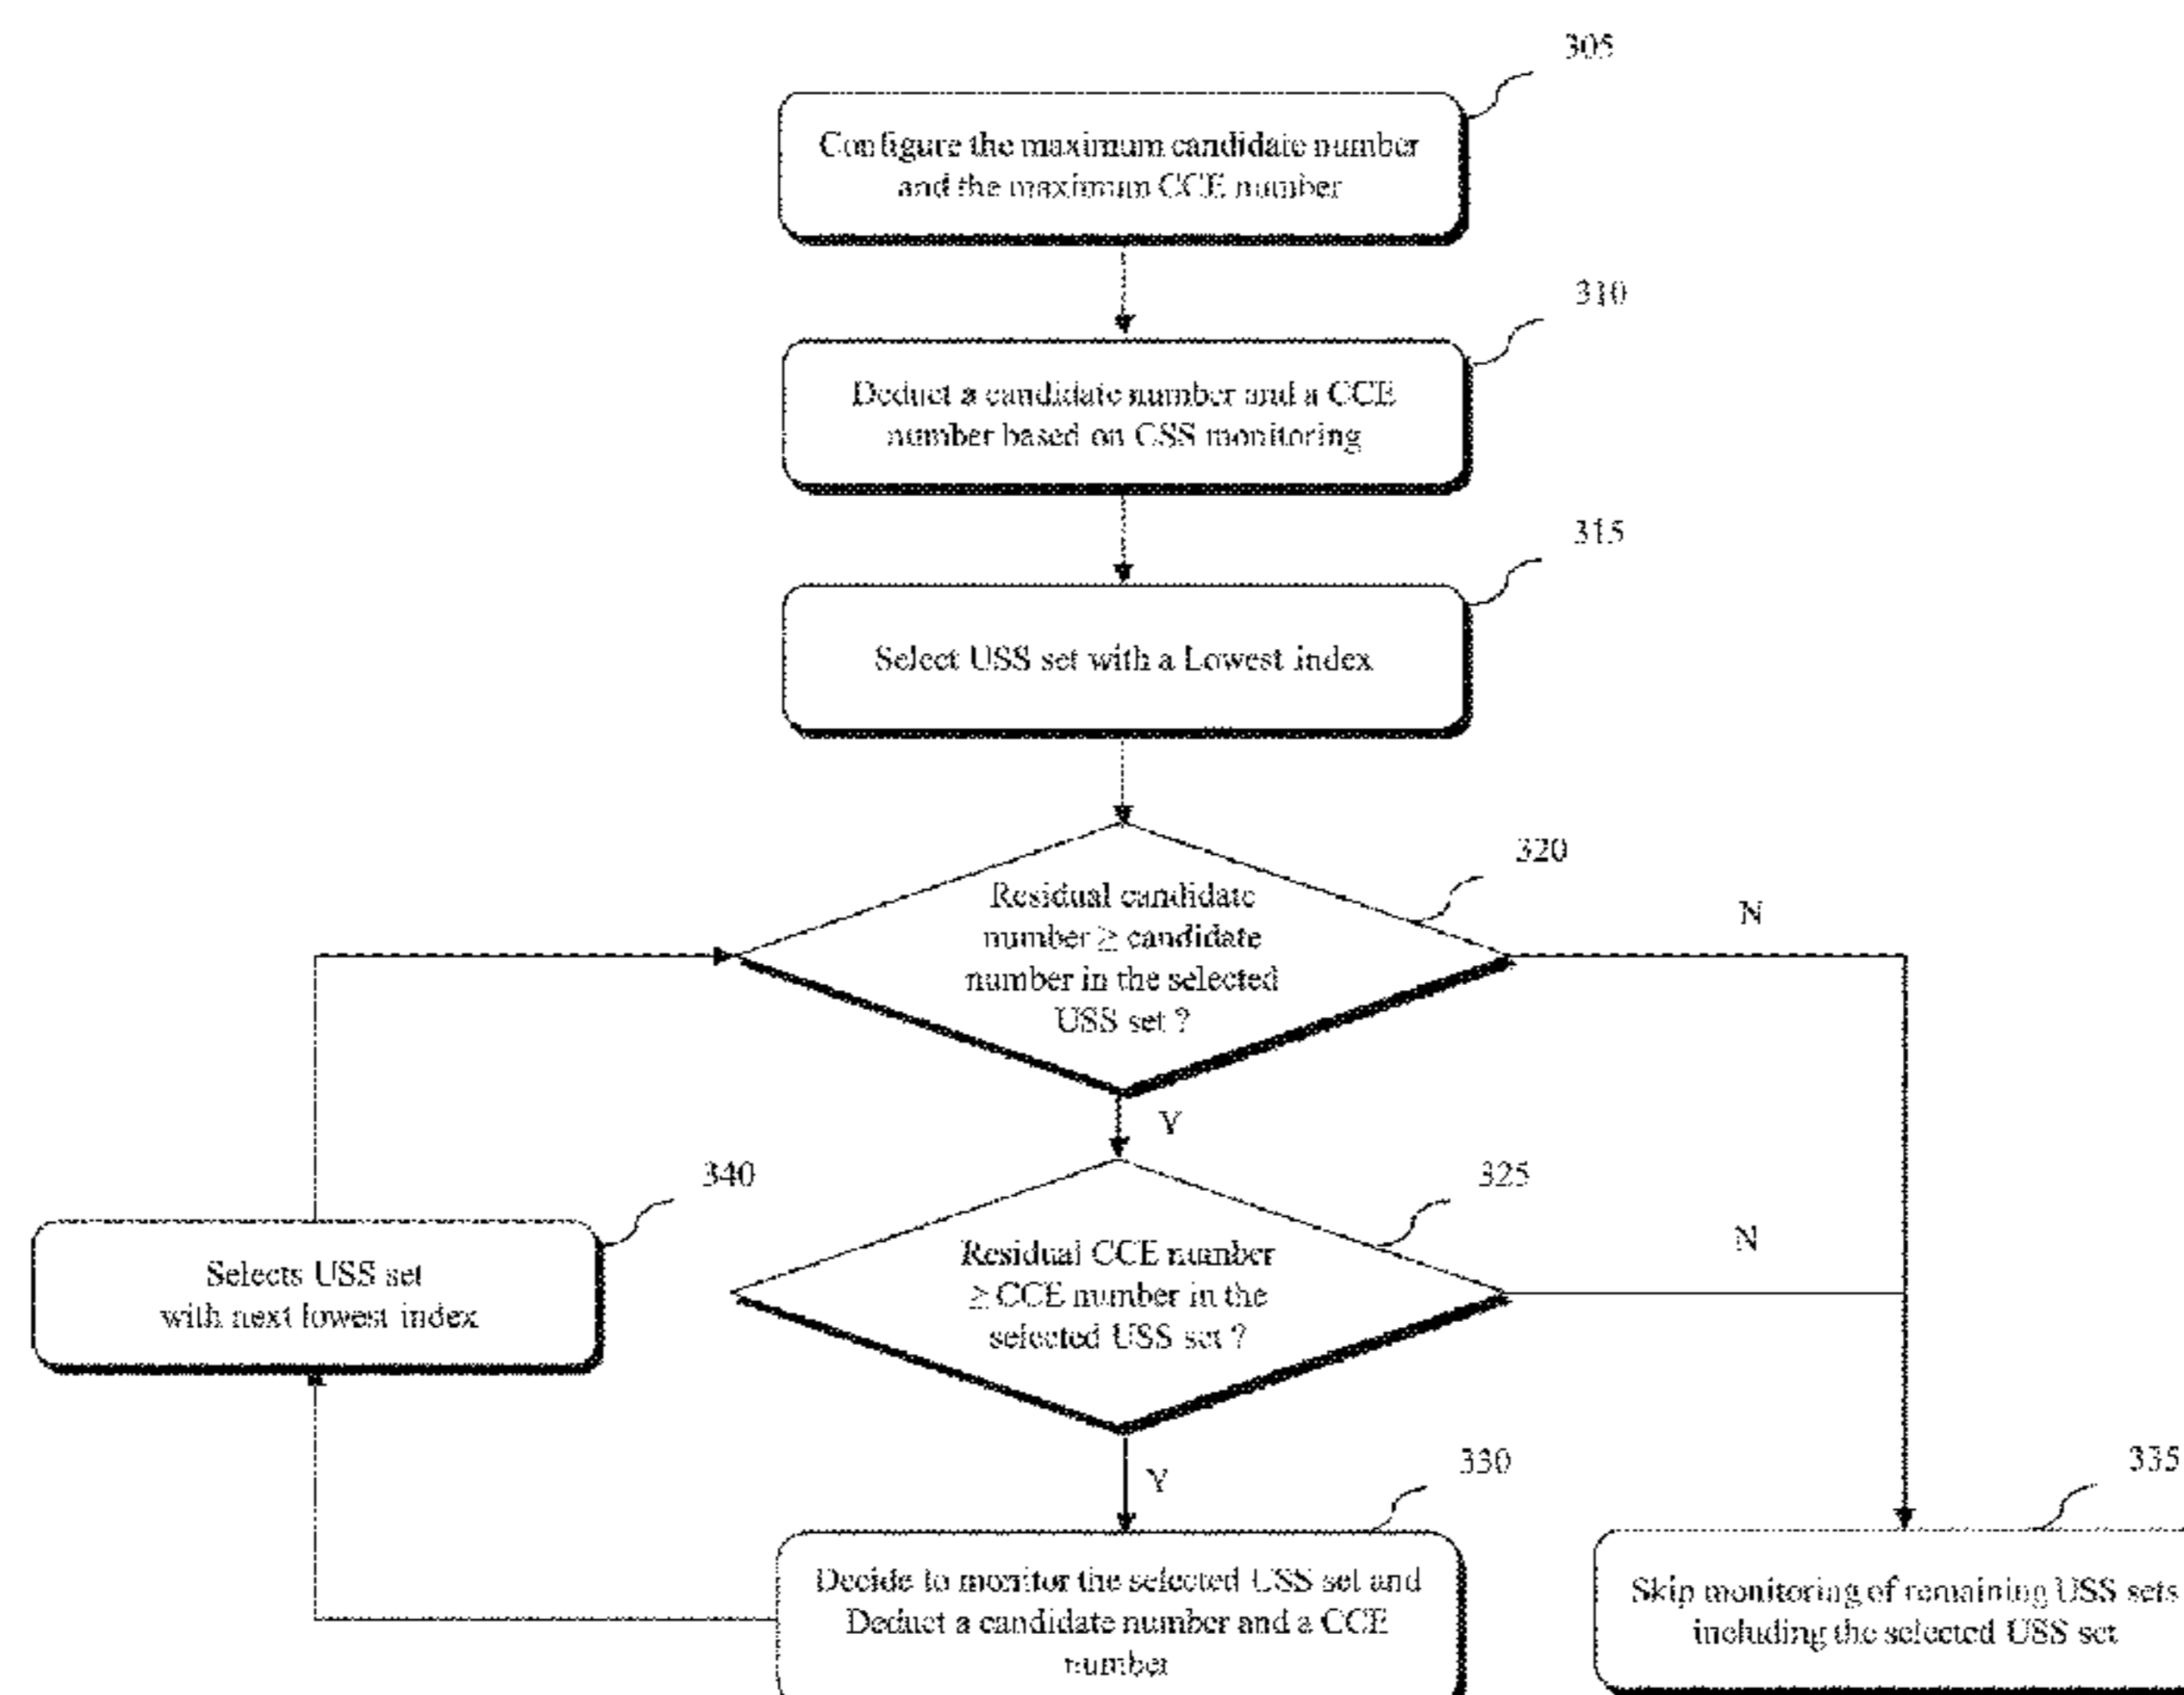 305
Configure the maximum candidate number
and the maximum CCE number
310
Deduct a candidate number and a CCE
number based on CSS monitoring
315
Select USS set with a Lowest index
320
Residual candidate
number ≥ candidate
number in the selected
USS set ?
N
Y
340
325
Selects USS set
with next lowest index
Residual CCE number
≥ CCE number in the
selected USS set ?
N
Y
330
335
Decide to monitor the selected USS set and
Deduct a candidate number and a CCE
number
Skip monitoring of remaining USS sets
including the selected USS set